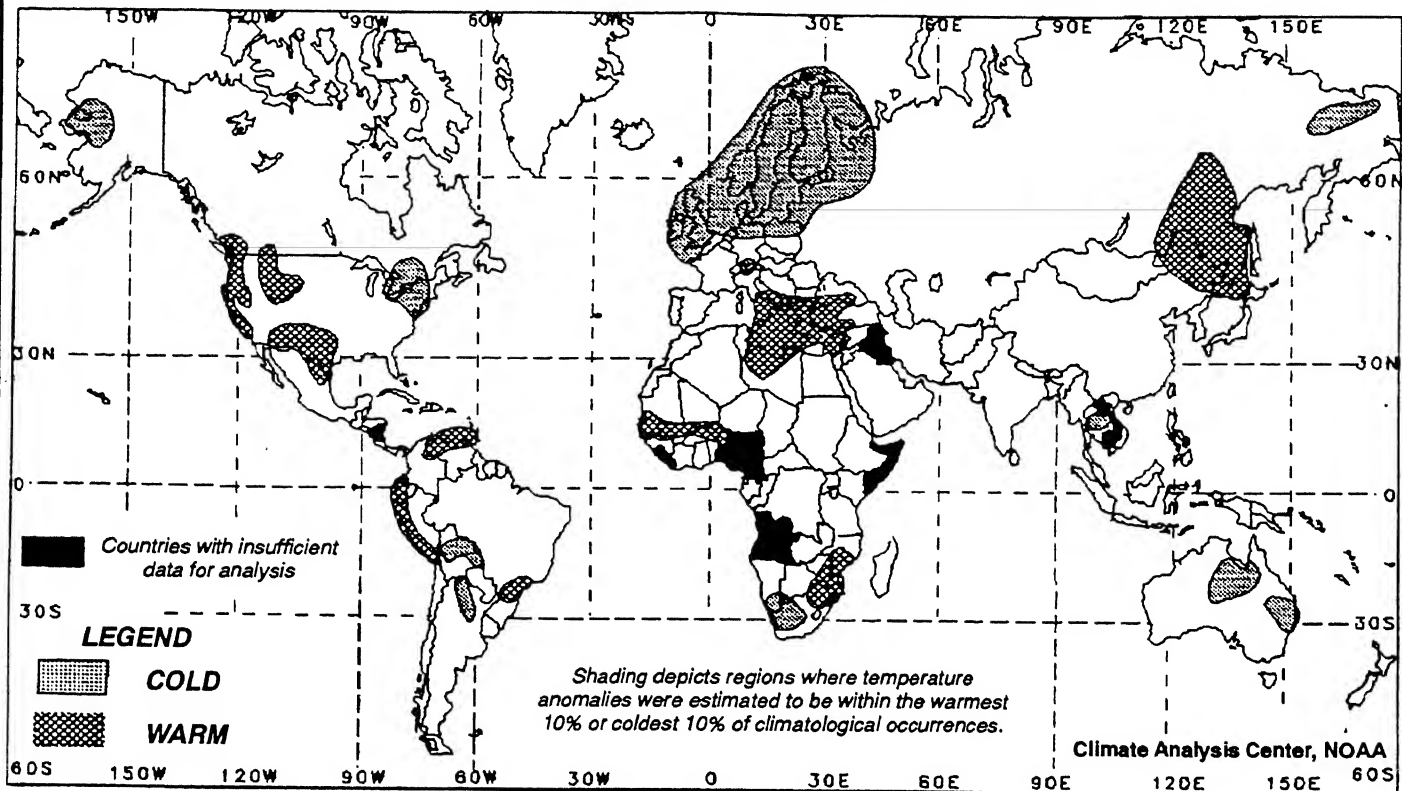 150W 120W 90W 60W 30W 0 30E 60E 90E 120E 150E
60N 60N
30N 30N
0 0
Countries with insufficient
data for analysis
30S 30S
LEGEND
COLD
WARM
Shading depicts regions where temperature
anomalies were estimated to be within the warmest
10% or coldest 10% of climatological occurrences.
Climate Analysis Center, NOAA
60S 150W 120W 90W 60W 30W 0 30E 60E 90E 120E 150E 60S